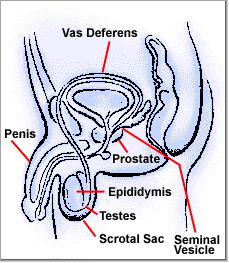 Vas Deferens
Penis
Prostate
Epididymis
Testes
Scrotal Sac
Seminal
Vesicle